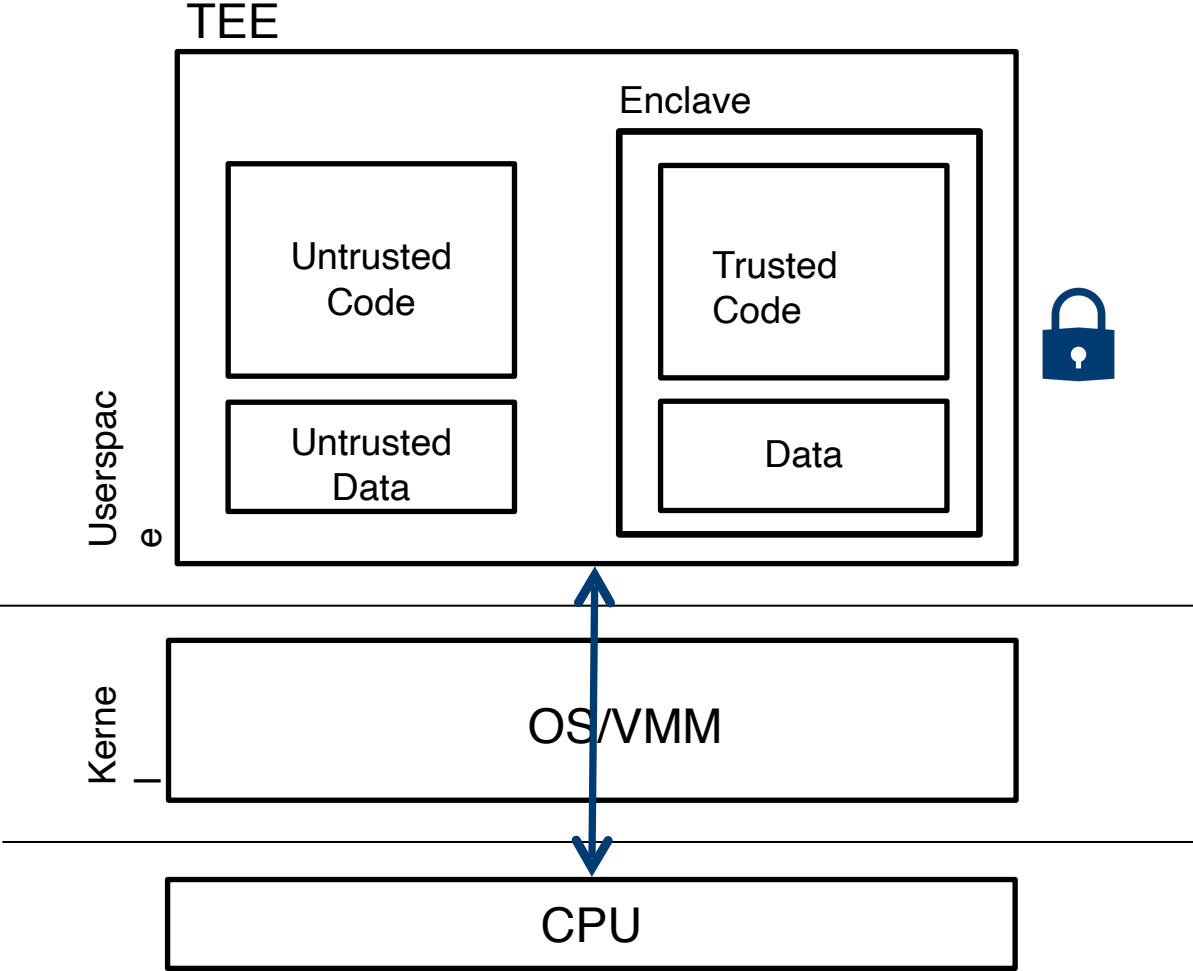 TEE
Enclave
Untrusted
Code
Trusted
Code
Untrusted
Data
Data
Userspac
e
OS/VMM
Kerne
l
CPU